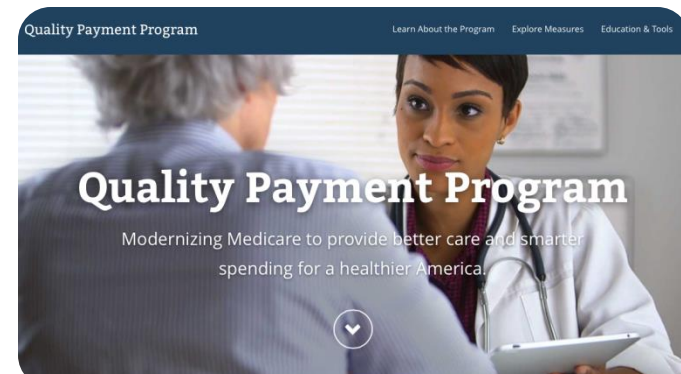 Quality Payment Program
Learn About the Program Explore Measures Education & Tools
Quality Payment Program
Modernizing Medicare to provide better care and smarter
spending for a healthier America.